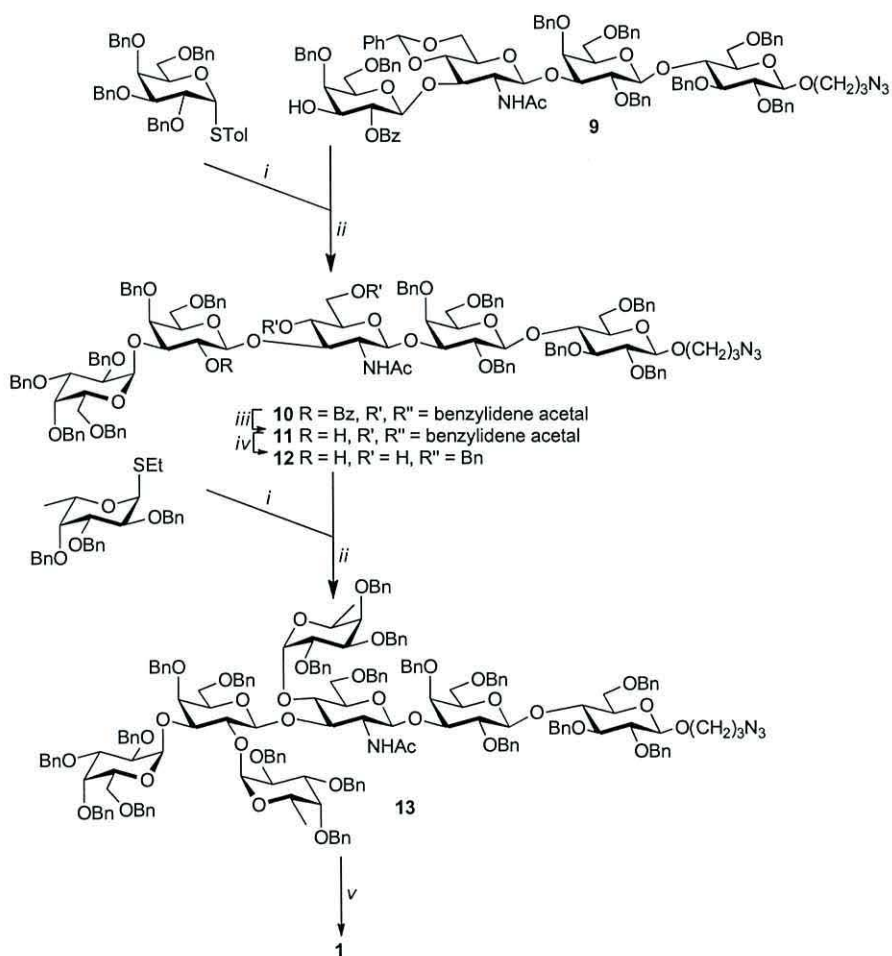 BnO
OBn
O
BnO
BnO
STol
BnO
OBn
O
HO
OBz
O
Ph
O
O
O
NHAc
O
BnO
OBn
O
OBn
O
OBn
O
BnO
OBn
O(CH₂)₃N₃
9
i
ii
BnO
OBn
O
O
OR
O
BnO
OBn
O
BnO
OBn
OR'
R'O
O
NHAc
O
BnO
OBn
O
OBn
O
OBn
O
BnO
OBn
O(CH₂)₃N₃
iii 10 R = Bz, R', R" = benzylidene acetal
iv 11 R = H, R', R" = benzylidene acetal
12 R = H, R' = H, R" = Bn
SEt
O
OBn
OBn
BnO
i
ii
OBn
O
OBn
OBn
BnO
OBn
O
O
O
O
OBn
O
NHAc
O
BnO
OBn
O
OBn
O
OBn
O
BnO
OBn
O(CH₂)₃N₃
BnO
OBn
O
BnO
OBn
O
OBn
OBn
O
OBn
13
v
1